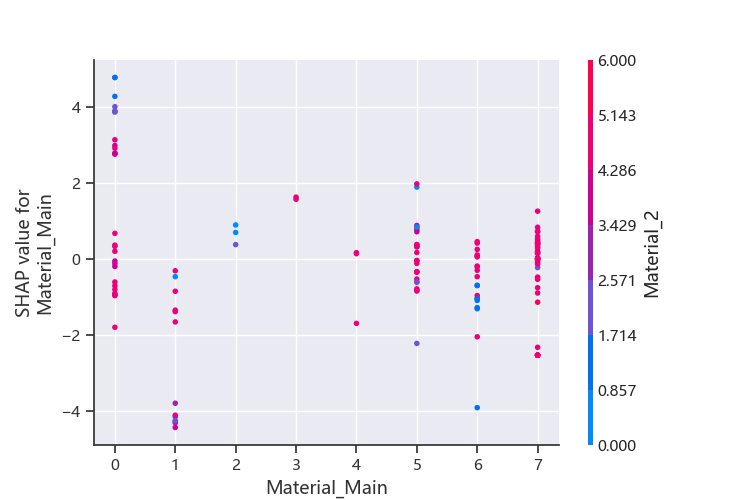 SHAP value for
Material_Main
4
2
0
−2
−4
0 1 2 3 4 5 6 7
Material_Main
6.000
5.143
4.286
3.429
2.571
1.714
0.857
0.000
Material_2